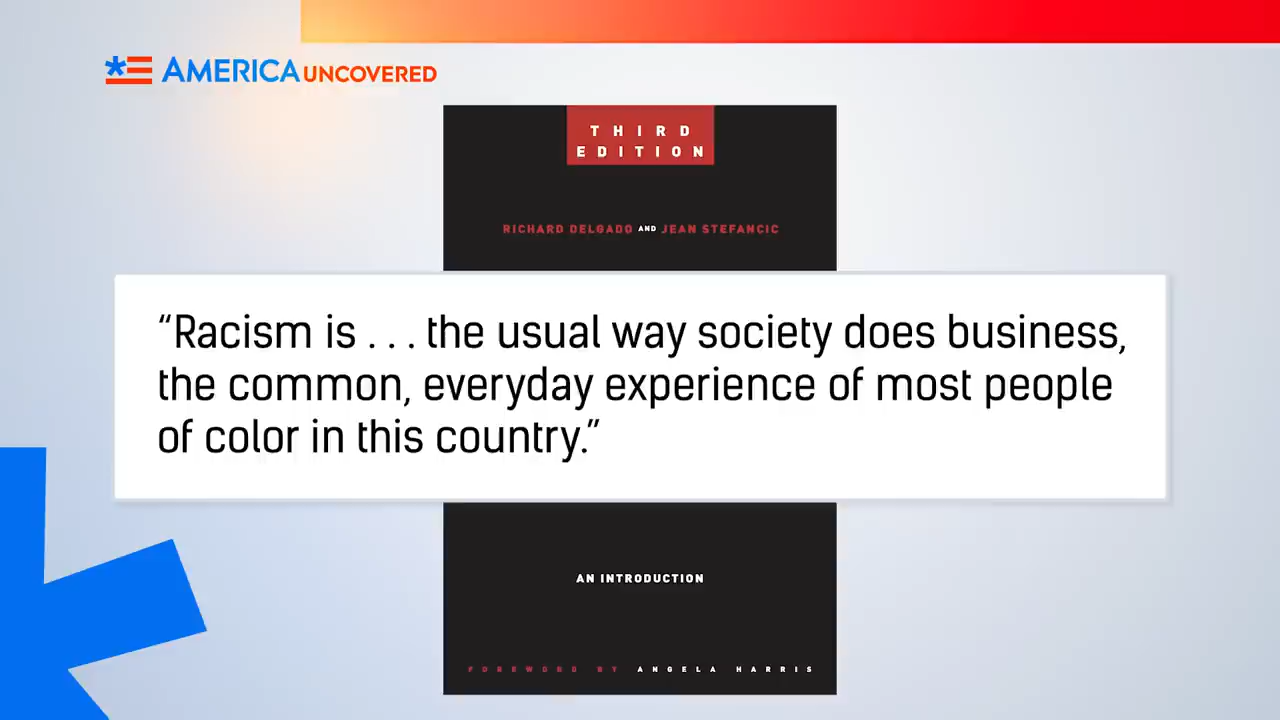 AMERICA UNCOVERED
THIRD
EDITION
RICHARD DELGADO AND JEAN STEFANCIC
“Racism is . . . the usual way society does business,
the common, everyday experience of most people
of color in this country.”
AN INTRODUCTION
FOREWORD BY ANGELA HARRIS